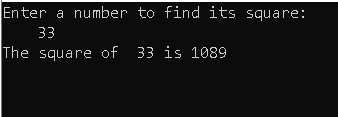 Enter a number to find its square:
33
The square of  33 is 1089